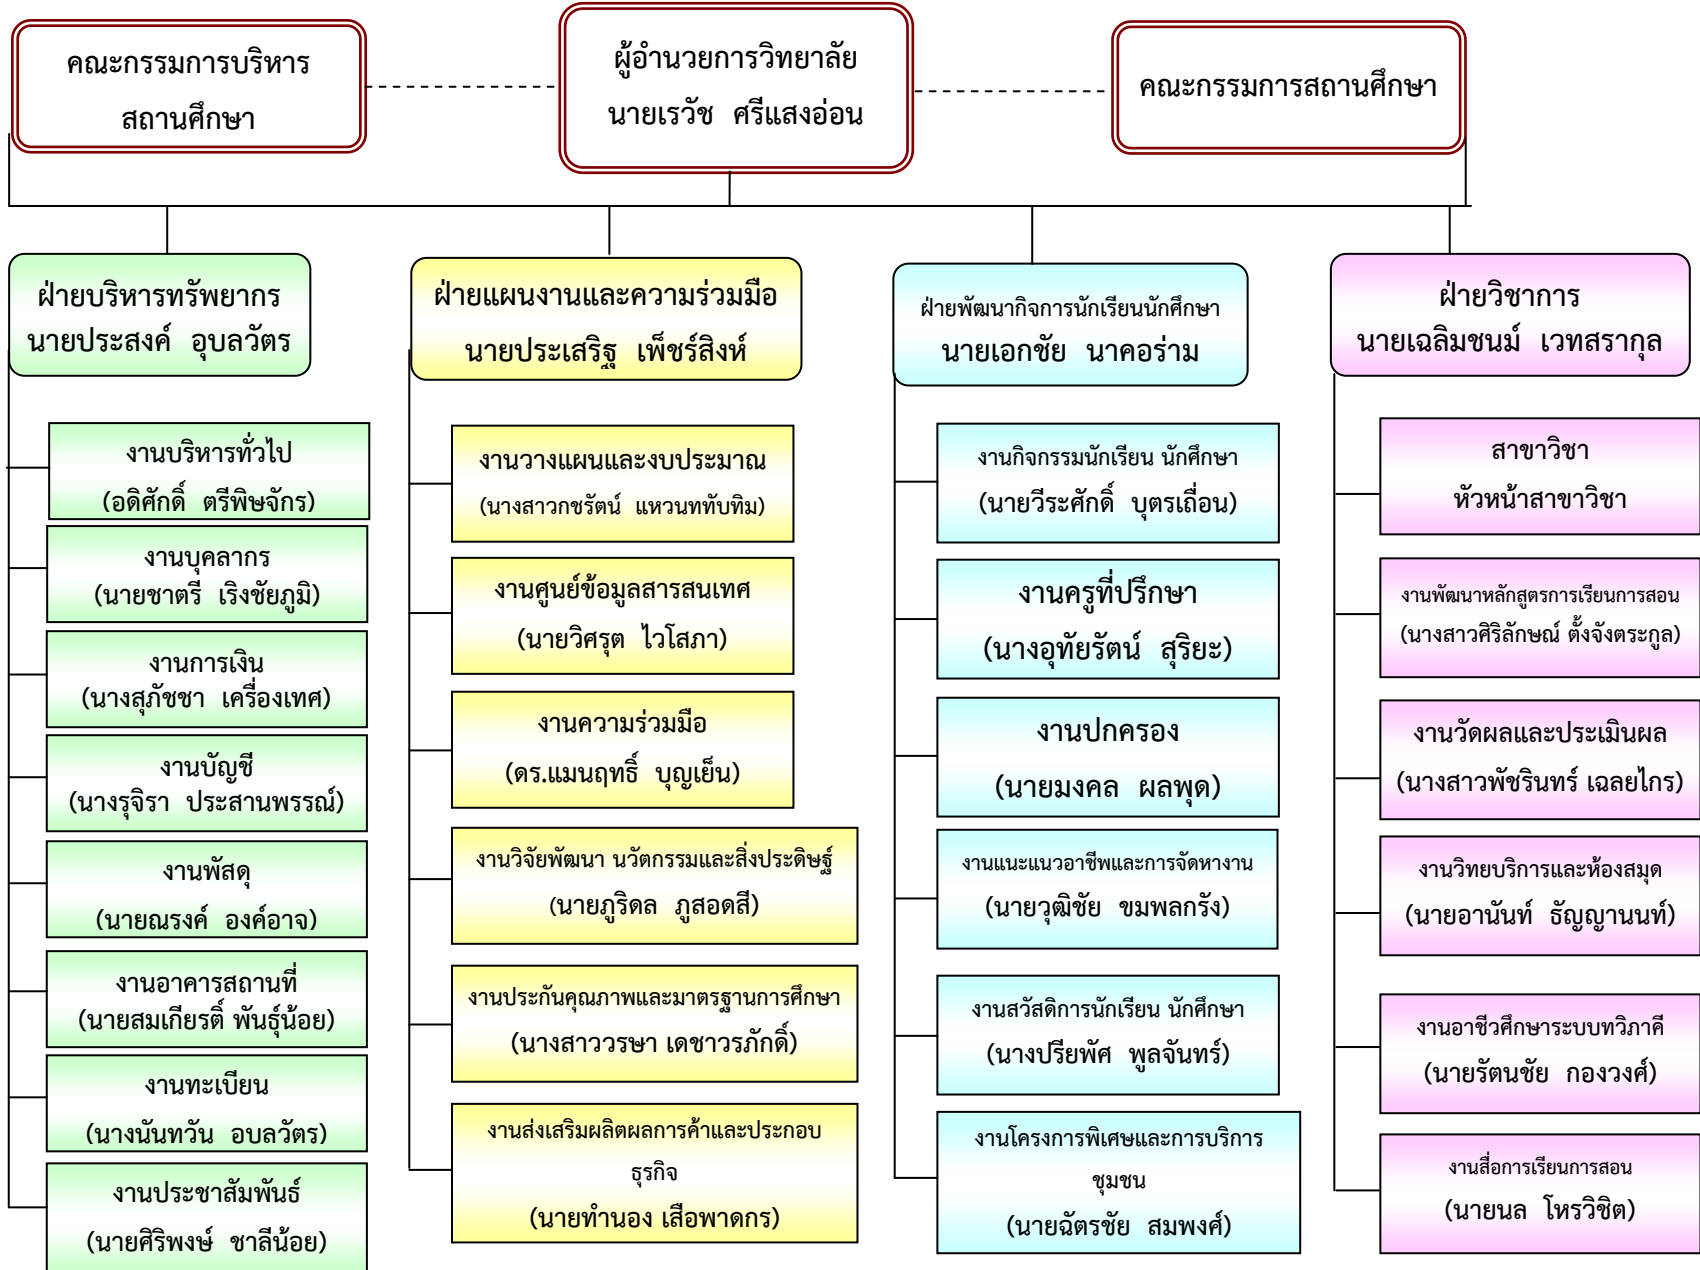 คณะกรรมการบริหาร
สถานศึกษา
ผู้อำนวยการวิทยาลัย
นายเรวัช  ศรีแสงอ่อน
คณะกรรมการสถานศึกษา
ฝ่ายบริหารทรัพยากร
นายประสงค์  อุบลวัตร
งานบริหารทั่วไป
(อดิศักดิ์  ตรีพิษจักร)
งานบุคลากร
(นายชาตรี  เริงชัยภูมิ)
งานการเงิน
(นางสุภัชชา  เครื่องเทศ)
งานบัญชี
(นางรุจิรา  ประสานพรรณ์)
งานพัสดุ
(นายณรงค์  องค์อาจ)
งานอาคารสถานที่
(นายสมเกียรติ์ พันธุ์น้อย)
งานทะเบียน
(นางนันทวัน  อบลวัตร)
งานประชาสัมพันธ์
(นายศิริพงษ์  ชาลีน้อย)
ฝ่ายแผนงานและความร่วมมือ
นายประเสริฐ  เพ็ชร์สิงห์
งานวางแผนและงบประมาณ
(นางสาวกชรัตน์  แหวนททับทิม)
งานศูนย์ข้อมูลสารสนเทศ
(นายวิศรุต  ไวโสภา)
งานความร่วมมือ
(ดร.แมนฤทธิ์  บุญเย็น)
งานวิจัยพัฒนา นวัตกรรมและสิ่งประดิษฐ์
(นายภูริดล  ภูสอดสี)
งานประกันคุณภาพและมาตรฐานการศึกษา
(นางสาววรษา เดชาวรภักดิ์)
งานส่งเสริมผลิตผลการค้าและประกอบ
ธุรกิจ
(นายทำนอง เสือพาดกร)
ฝ่ายพัฒนากิจการนักเรียนนักศึกษา
นายเอกชัย  นาคอร่าม
งานกิจกรรมนักเรียน นักศึกษา
(นายวีระศักดิ์  บุตรเถื่อน)
งานครูที่ปรึกษา
(นางอุทัยรัตน์  สุริยะ)
งานปกครอง
(นายมงคล  ผลพุด)
งานแนะแนวอาชีพและการจัดหางาน
(นายวุฒิชัย  ขมพลกรัง)
งานสวัสดิการนักเรียน นักศึกษา
(นางปรียพัศ  พูลจันทร์)
งานโครงการพิเศษและการบริการ
ชุมชน
(นายฉัตรชัย  สมพงศ์)
ฝ่ายวิชาการ
นายเฉลิมชนม์  เวทสรากุล
สาขาวิชา
หัวหน้าสาขาวิชา
งานพัฒนาหลักสูตรการเรียนการสอน
(นางสาวศิริลักษณ์ ตั้งจังตระกูล)
งานวัดผลและประเมินผล
(นางสาวพัชรินทร์ เฉลยไกร)
งานวิทยบริการและห้องสมุด
(นายอานันท์  ธัญญานนท์)
งานอาชีวศึกษาระบบทวิภาคี
(นายรัตนชัย  กองวงศ์)
งานสื่อการเรียนการสอน
(นายนล  โหรวิชิต)